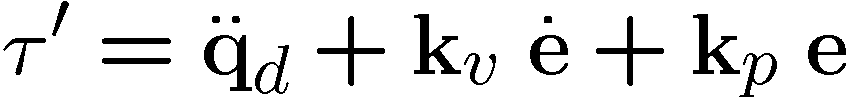 τ′ = q̈_d + k_v ė + k_p e